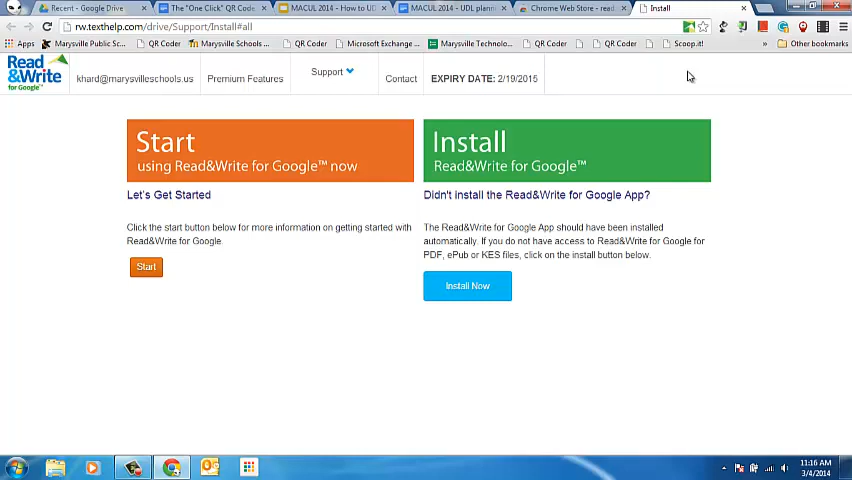 Recent - Google Drive
The "One Click" QR Code
MACUL 2014 - How to UD
MACUL 2014 - UDL plann
Chrome Web Store - read
Install
rw.texthelp.com/drive/Support/Install#all
Apps
Marysville Public Sc...
QR Coder
Marysville Schools ...
QR Coder
Microsoft Exchange ...
Marysville Technolo...
QR Coder
QR Coder
Scoop.it!
»
Other bookmarks
Read
&Write
for Google™
khard@marysvilleschools.us
Premium Features
Support
Contact
EXPIRY DATE: 2/19/2015
Start
using Read&Write for Google™ now
Let's Get Started
Click the start button below for more information on getting started with
Read&Write for Google.
Start
Install
Read&Write for Google™
Didn't install the Read&Write for Google App?
The Read&Write for Google App should have been installed
automatically. If you do not have access to Read&Write for Google for
PDF, ePub or KES files, click on the install button below.
Install Now
11:16 AM
3/4/2014